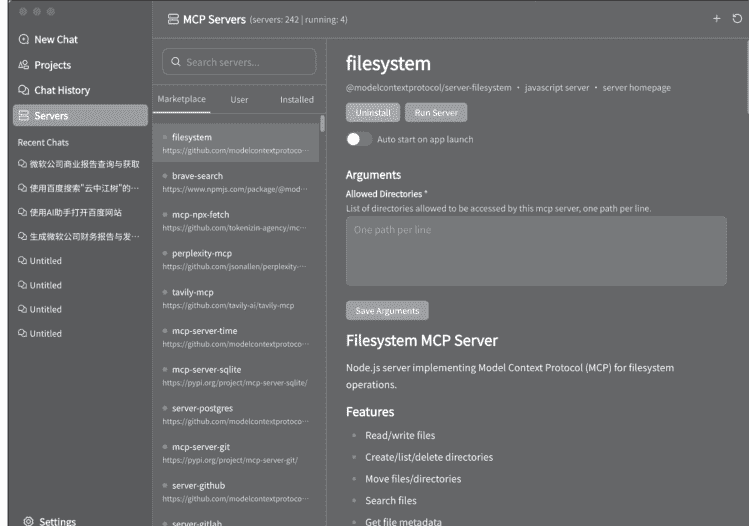 New Chat
Projects
Chat History
Servers
Recent Chats
微软公司商业报告查询与获取
使用百度搜索"云中江树"的···
使用AI助手打开百度网站
生成微软公司财务报告与发···
Untitled
Untitled
Untitled
Untitled
Settings
MCP Servers (servers: 242 | running: 4)
Search servers...
Marketplace User Installed
filesystem
https://github.com/modelcontextprotoco···
brave-search
https://www.npmjs.com/package/@mod···
mcp-npx-fetch
https://github.com/tokenizin-agency/mc···
perplexity-mcp
https://github.com/jsonallen/perplexity-···
tavily-mcp
https://github.com/tavily-ai/tavily-mcp
mcp-server-time
https://github.com/modelcontextprotoco···
mcp-server-sqlite
https://pypi.org/project/mcp-server-sqlite/
server-postgres
https://github.com/modelcontextprotoco···
mcp-server-git
https://pypi.org/project/mcp-server-git/
server-github
https://github.com/modelcontextprotoco···
server-gitlab
filesystem
@modelcontextprotocol/server-filesystem • javascript server • server homepage
Uninstall Run Server
Auto start on app launch
Arguments
Allowed Directories *
List of directories allowed to be accessed by this mcp server, one path per line.
One path per line
Save Arguments
Filesystem MCP Server
Node.js server implementing Model Context Protocol (MCP) for filesystem
operations.
Features
Read/write files
Create/list/delete directories
Move files/directories
Search files
Get file metadata